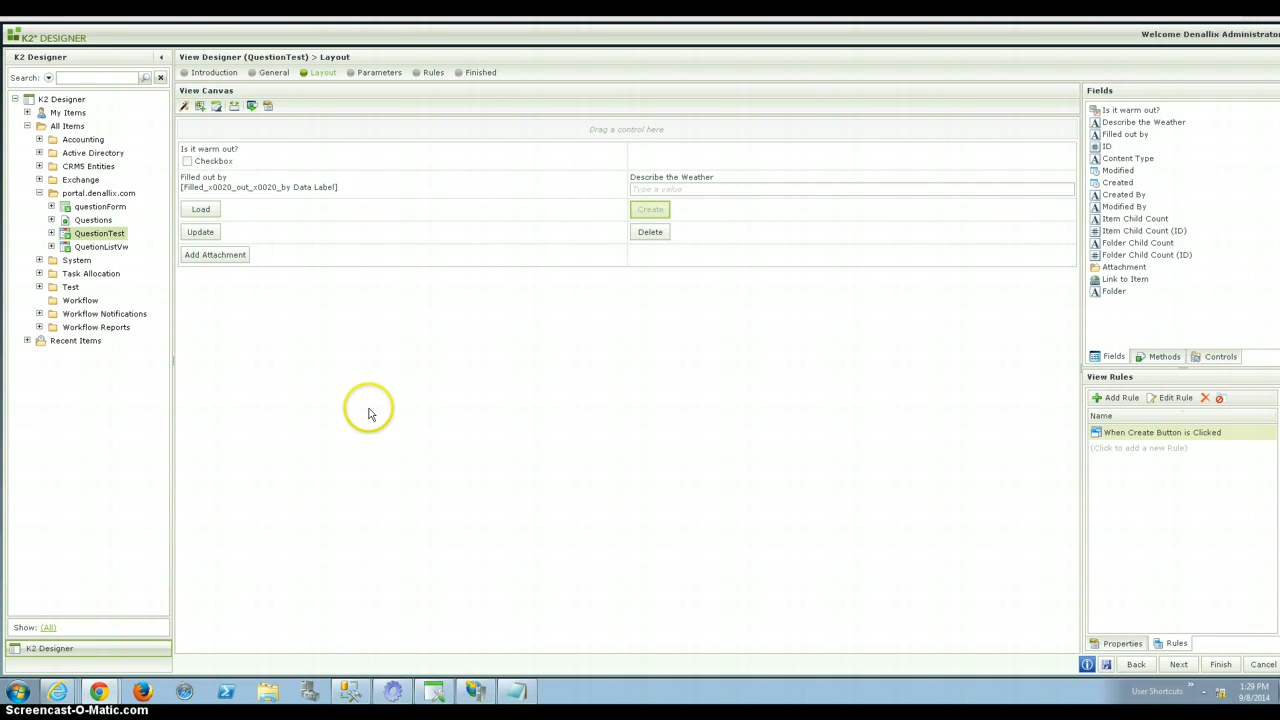 K2* DESIGNER
Welcome Denallix Administrator
K2 Designer
Search:
K2 Designer
My Items
All Items
Accounting
Active Directory
CRM5 Entities
Exchange
portal.denallix.com
questionForm
Questions
QuestionTest
QuetionListVw
System
Task Allocation
Test
Workflow
Workflow Notifications
Workflow Reports
Recent Items
Show: (All)
K2 Designer
View Designer (QuestionTest) > Layout
Introduction General Layout Parameters Rules Finished
View Canvas
Drag a control here
Is it warm out?
Checkbox
Filled out by
[Filled_x0020_out_x0020_by Data Label]
Describe the Weather
Type a value
Load Create
Update Delete
Add Attachment
Fields
Is it warm out?
Describe the Weather
Filled out by
ID
Content Type
Modified
Created
Created By
Modified By
Item Child Count
Item Child Count (ID)
Folder Child Count
Folder Child Count (ID)
Attachment
Link to Item
Folder
Fields Methods Controls
View Rules
Add Rule Edit Rule
Name
When Create Button is Clicked
(Click to add a new Rule)
Properties Rules
Back Next Finish Cancel
User Shortcuts »
1:29 PM
9/8/2014
Screencast-O-Matic.com